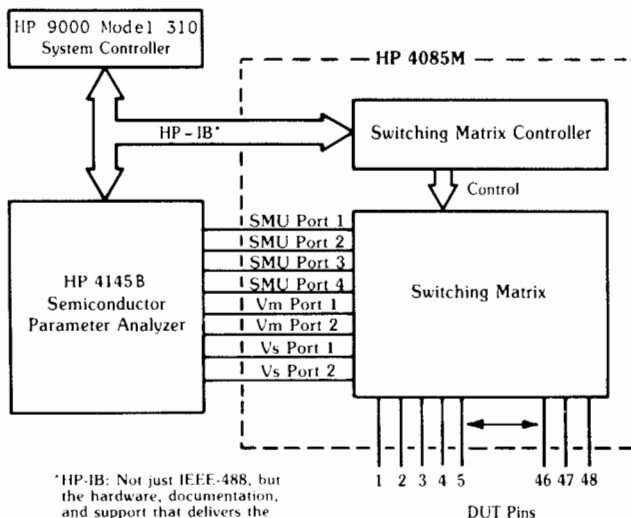 HP 9000 Model 310
System Controller
HP 4085M
HP-IB*
Switching Matrix Controller
Control
HP 4145B
Semiconductor
Parameter Analyzer
SMU Port 1
SMU Port 2
SMU Port 3
SMU Port 4
Vm Port 1
Vm Port 2
Vs Port 1
Vs Port 2
Switching Matrix
1 2 3 4 5 46 47 48
DUT Pins
*HP-IB: Not just IEEE-488, but
the hardware, documentation,
and support that delivers the